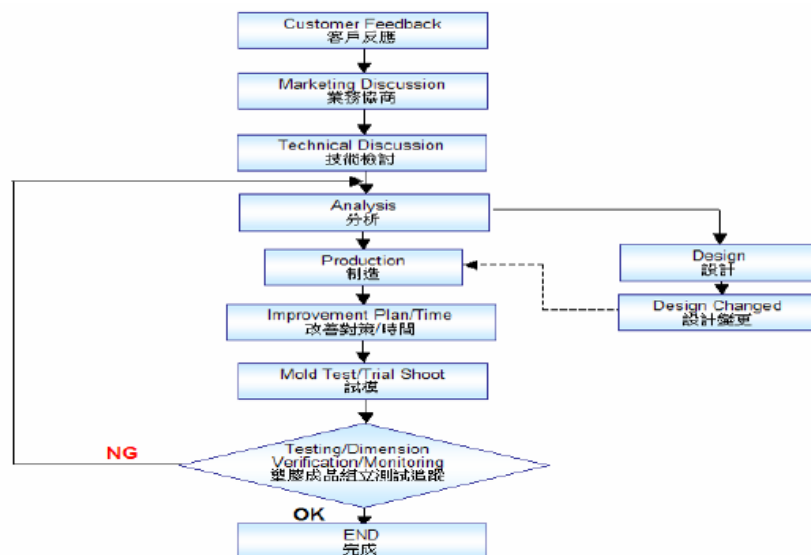 Customer Feedback
客戶反應
Marketing Discussion
業務協商
Technical Discussion
技術檢討
Analysis
分析
Production
制造
Design
設計
Design Changed
設計變更
Improvement Plan/Time
改善對策/時間
Mold Test/Trial Shoot
試模
Testing/Dimension
Verification/Monitoring
塑膠成品組立測試追蹤
NG
OK
END
完成